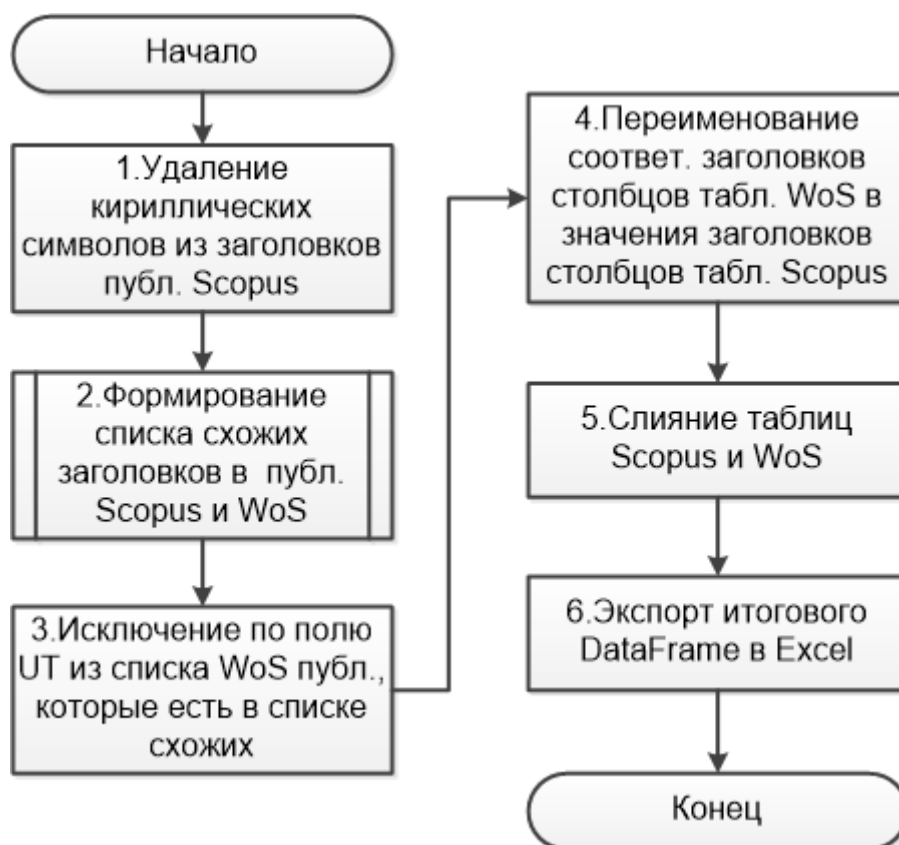 Начало
1.Удаление
кириллических
символов из заголовков
публ. Scopus
2.Формирование
списка схожих
заголовков в публ.
Scopus и WoS
3.Исключение по полю
UT из списка WoS публ.,
которые есть в списке
схожих
4.Переименование
соответ. заголовков
столбцов табл. WoS в
значения заголовков
столбцов табл. Scopus
5.Слияние таблиц
Scopus и WoS
6.Экспорт итогового
DataFrame в Excel
Конец